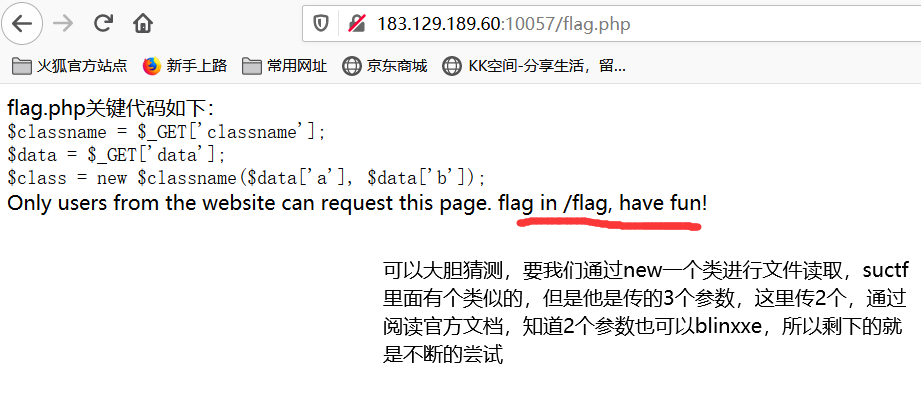 183.129.189.60:10057/flag.php
火狐官方站点 新手上路 常用网址 京东商城 KK空间-分享生活，留...
flag.php关键代码如下：
$classname = $_GET['classname'];
$data = $_GET['data'];
$class = new $classname($data['a'], $data['b']);
Only users from the website can request this page. flag in /flag, have fun!
可以大胆猜测，要我们通过new一个类进行文件读取，suctf
里面有个类似的，但是他是传的3个参数，这里传2个，通过
阅读官方文档，知道2个参数也可以blinxxe，所以剩下的就
是不断的尝试